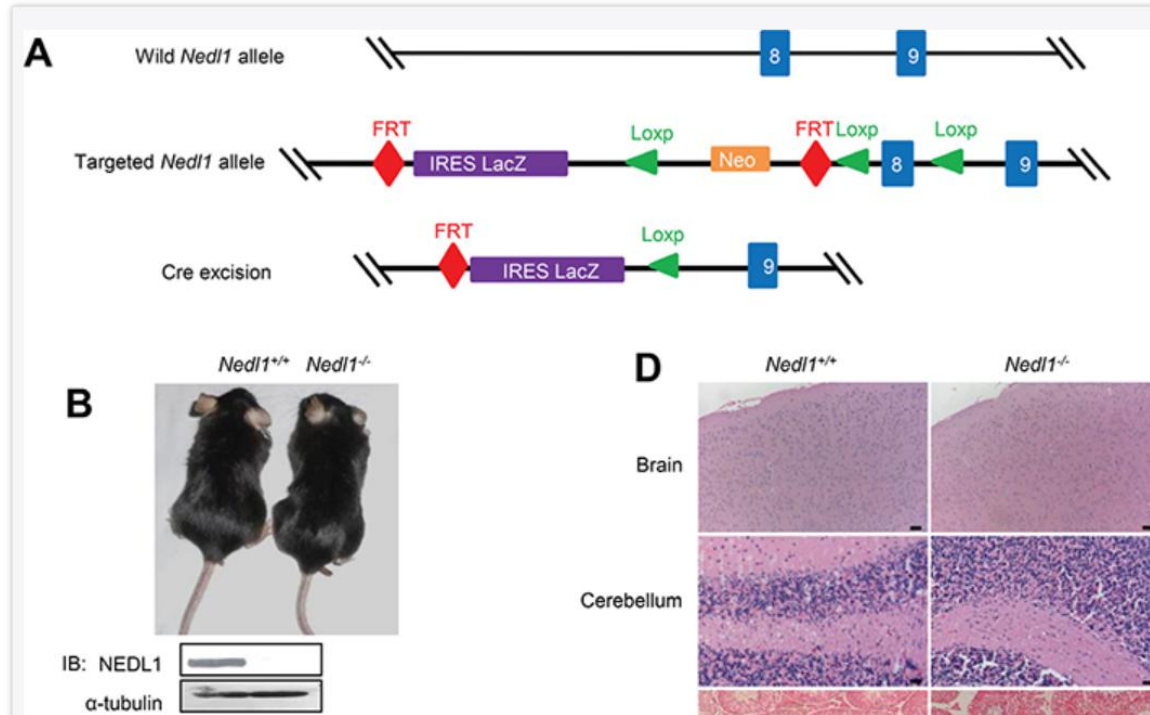 A
Wild Nedl1 allele
8 9
FRT Loxp FRT Loxp Loxp
Targeted Nedl1 allele IRES LacZ Neo 8 9
FRT Loxp
Cre excision IRES LacZ 9
B
Nedl1+/+ Nedl1-/-
IB: NEDL1
α-tubulin
D
Nedl1+/+ Nedl1-/-
Brain
Cerebellum